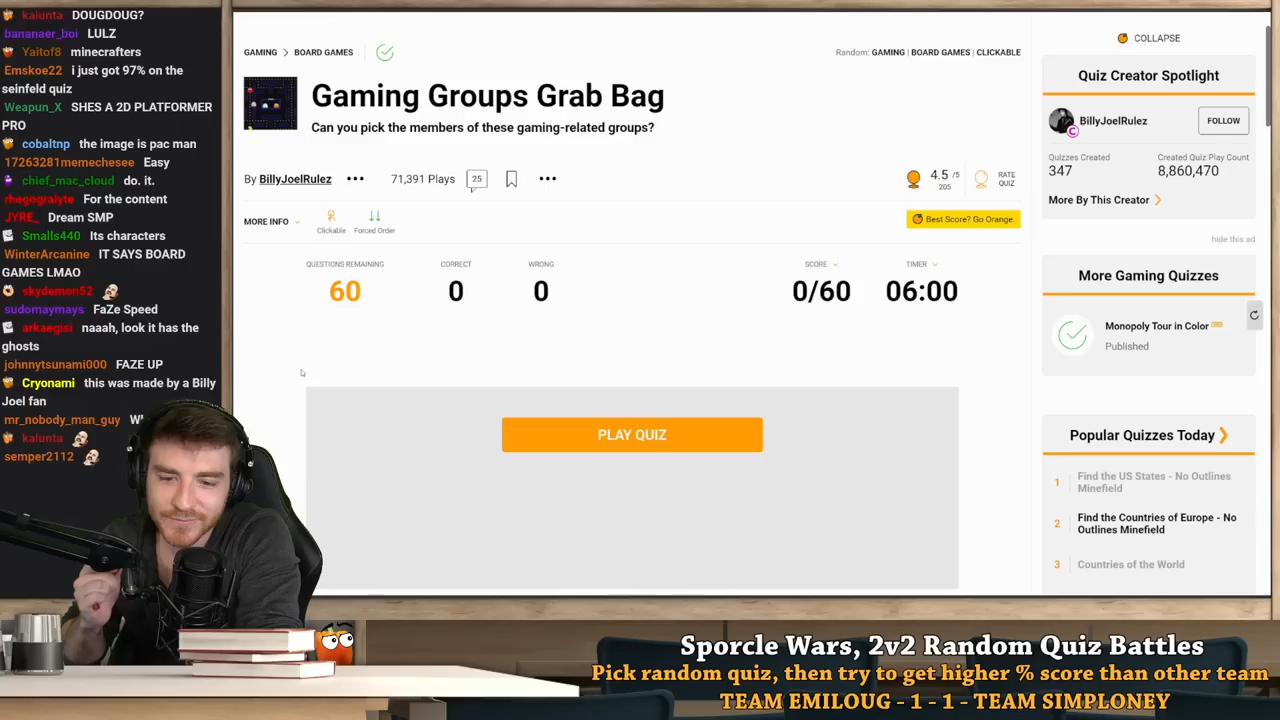 kaiunta DOUGDOUG?
bananaer_boi LULZ
Yaitof8 minecrafters
Emskoe22 i just got 97% on the
seinfeld quiz
Weapun_X SHES A 2D PLATFORMER
PRO
cobaltnp the image is pac man
17263281memechesee Easy
chief_mac_cloud do. it.
rhegogralyte For the content
JYRE_ Dream SMP
Smalls440 Its characters
WinterArcanine IT SAYS BOARD
GAMES LMAO
skydemon52
sudomaymays FaZe Speed
arkaegisi naaah, look it has the
ghosts
johnnytsunami000 FAZE UP
Cryonami this was made by a Billy
Joel fan
mr_nobody_man_guy
kaiunta
semper2112
GAMING BOARD GAMES
Random: GAMING | BOARD GAMES | CLICKABLE
Gaming Groups Grab Bag
Can you pick the members of these gaming-related groups?
By BillyJoelRulez 71,391 Plays 25
4.5 /5
205
RATE
QUIZ
MORE INFO
Clickable
Forced Order
Best Score? Go Orange.
QUESTIONS REMAINING CORRECT WRONG SCORE TIMER
60 0 0 0/60 06:00
PLAY QUIZ
COLLAPSE
Quiz Creator Spotlight
BillyJoelRulez
FOLLOW
Quizzes Created Created Quiz Play Count
347 8,860,470
More By This Creator
hide this ad
More Gaming Quizzes
Monopoly Tour in Color
Published
Popular Quizzes Today
1 Find the US States - No Outlines
Minefield
2 Find the Countries of Europe - No
Outlines Minefield
3 Countries of the World
Sporcle Wars, 2v2 Random Quiz Battles
Pick random quiz, then try to get higher % score than other team
TEAM EMILOUG - 1 - 1 - TEAM SIMPLONEY